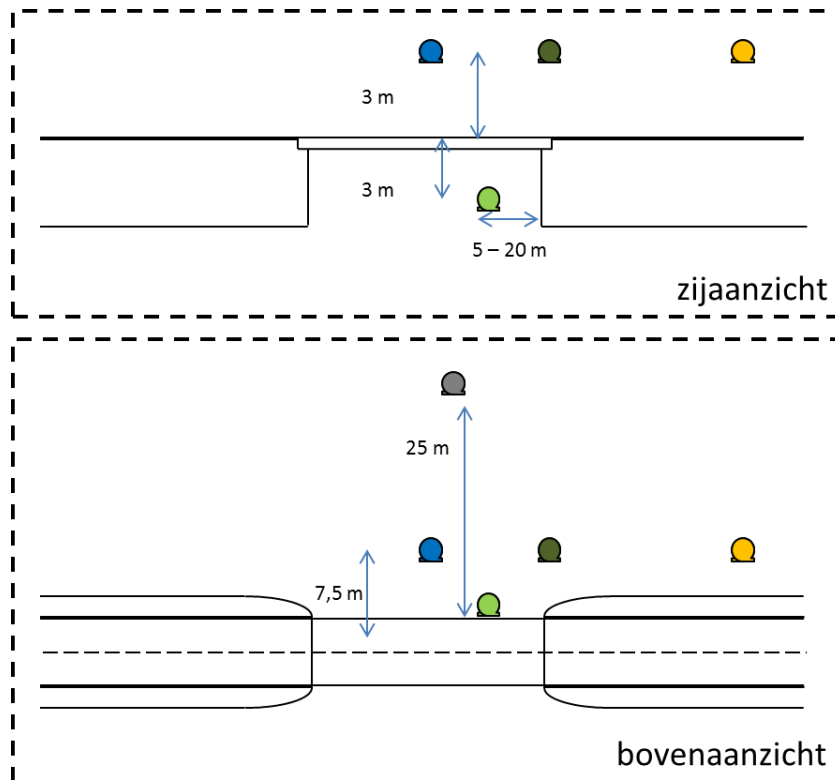 3 m
3 m
5 – 20 m
zijaanzicht
25 m
7,5 m
bovenaanzicht